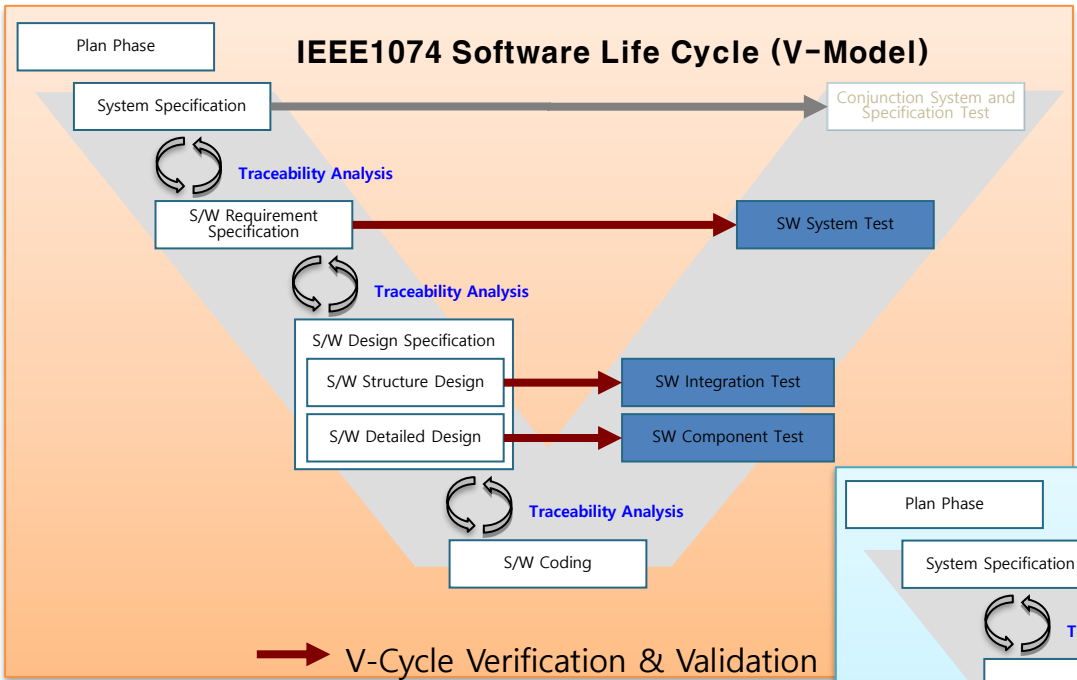 Plan Phase
IEEE1074 Software Life Cycle (V-Model)
System Specification
Conjunction System and
Specification Test
Traceability Analysis
S/W Requirement
Specification
SW System Test
Traceability Analysis
S/W Design Specification
S/W Structure Design
SW Integration Test
S/W Detailed Design
SW Component Test
Traceability Analysis
S/W Coding
V-Cycle Verification & Validation
Plan Phase
System Specification
T